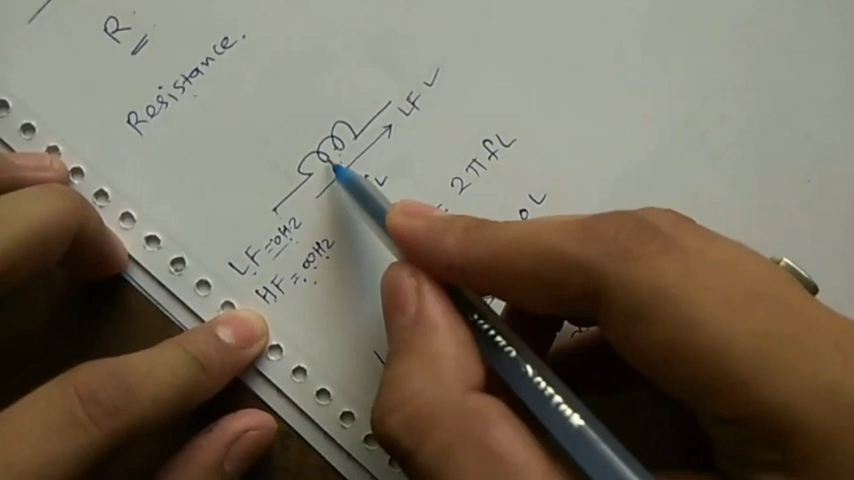 R
Resistance.
LF L
2πfL
LF=0Hz
HF=∞Hz